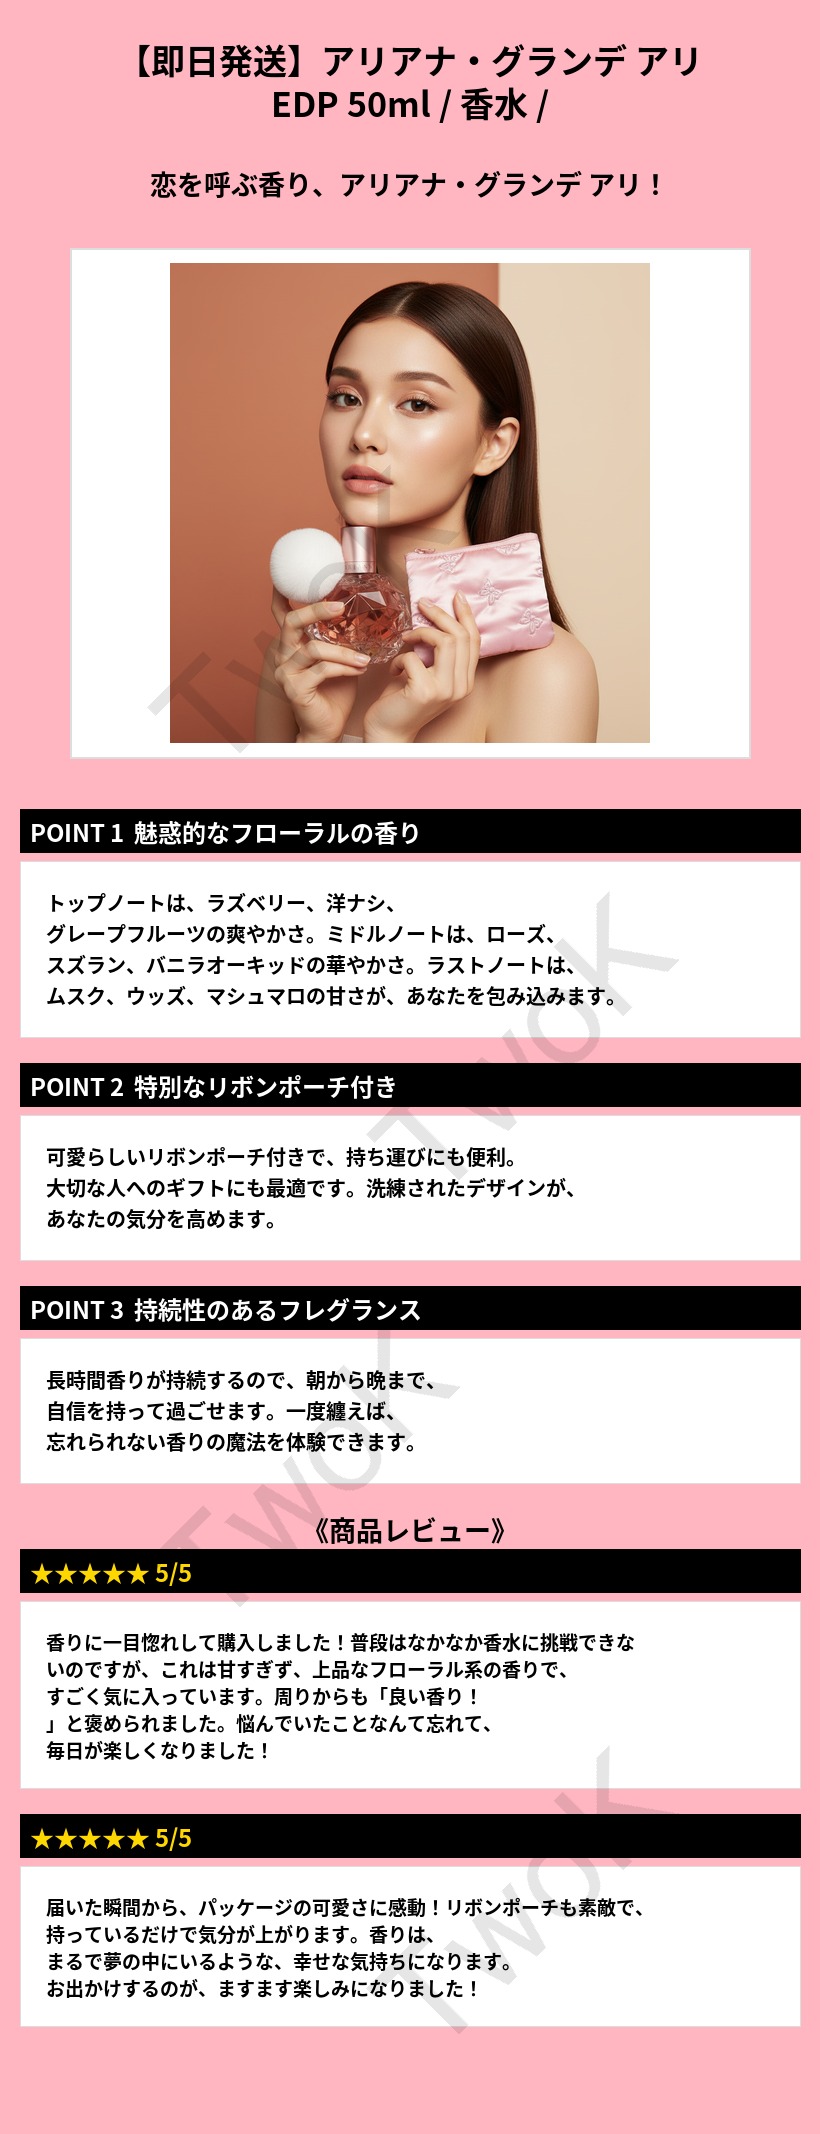 【即日発送】アリアナ・グランデ アリ
EDP 50ml / 香水 /
恋を呼ぶ香り、アリアナ・グランデ アリ！
TwoK
POINT 1 魅惑的なフローラルの香り
トップノートは、ラズベリー、洋ナシ、
グレープフルーツの爽やかさ。ミドルノートは、ローズ、
スズラン、バニラオーキッドの華やかさ。ラストノートは、
ムスク、ウッズ、マシュマロの甘さが、あなたを包み込みます。
TwoK
POINT 2 特別なリボンポーチ付き
可愛らしいリボンポーチ付きで、持ち運びにも便利。
大切な人へのギフトにも最適です。洗練されたデザインが、
あなたの気分を高めます。
POINT 3 持続性のあるフレグランス
長時間香りが持続するので、朝から晩まで、
自信を持って過ごせます。一度纏えば、
忘れられない香りの魔法を体験できます。
TwoK
《商品レビュー》
★★★★★ 5/5
香りに一目惚れして購入しました！普段はなかなか香水に挑戦できな
いのですが、これは甘すぎず、上品なフローラル系の香りで、
すごく気に入っています。周りからも「良い香り！
」と褒められました。悩んでいたことなんて忘れて、
毎日が楽しくなりました！
★★★★★ 5/5
届いた瞬間から、パッケージの可愛さに感動！リボンポーチも素敵で、
持っているだけで気分が上がります。香りは、
まるで夢の中にいるような、幸せな気持ちになります。
お出かけするのが、ますます楽しみになりました！
TwoK